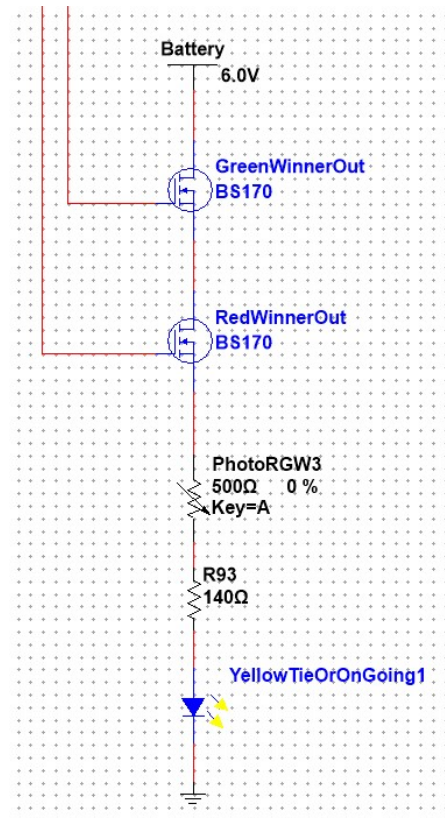 Battery
6.0V
GreenWinnerOut
BS170
RedWinnerOut
BS170
PhotoRGW3
500Ω 0 %
Key=A
R93
140Ω
YellowTieOrOnGoing1